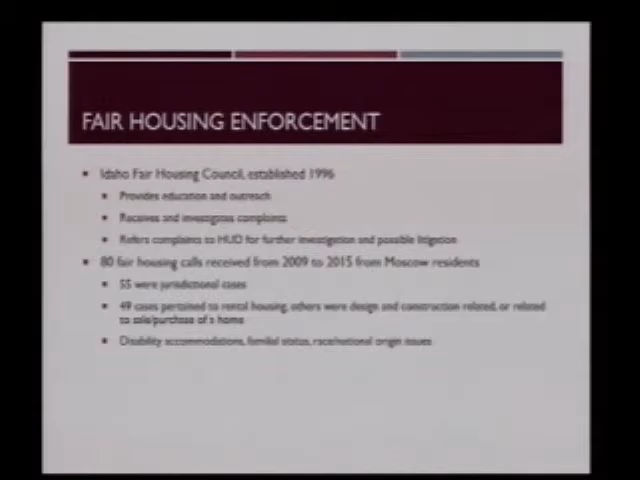 FAIR HOUSING ENFORCEMENT
Idaho Fair Housing Council, established 1996
Provides education and outreach
Receives and investigates complaints
Refers complaints to HUD for further investigation and possible litigation
80 fair housing calls received from 2009 to 2015 from Moscow residents
55 were jurisdictional cases
49 cases pertained to rental housing, others were design and construction related, or related
to sale/purchase of a home
Disability accommodations, familial status, race/national origin issues